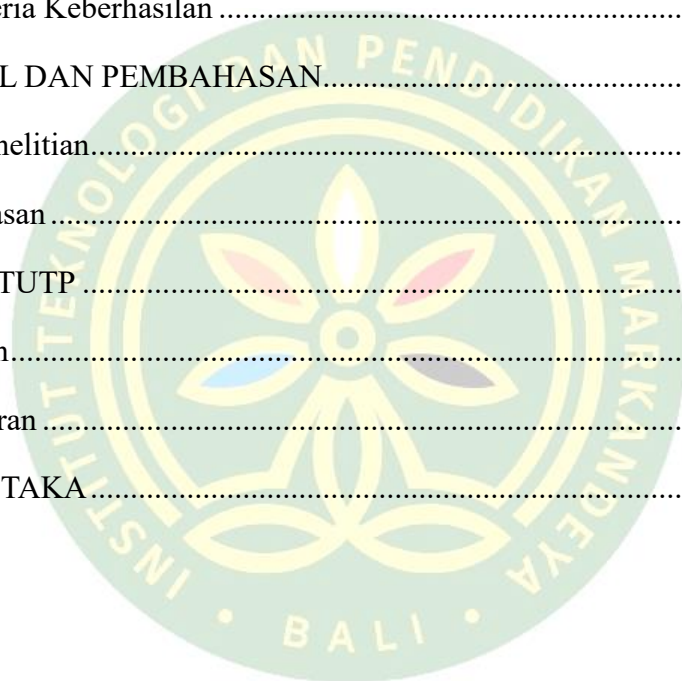 eria Keberhasilan ........................................................................
L DAN PEMBAHASAN........................................................
nelitian.......................................................................................
asan ............................................................................................
TUTP .........................................................................................
n..................................................................................................
ran ..............................................................................................
TAKA ........................................................................................
INSTITUT TEKNOLOGI DAN PENDIDIKAN MARKANDEYA
• BALI •